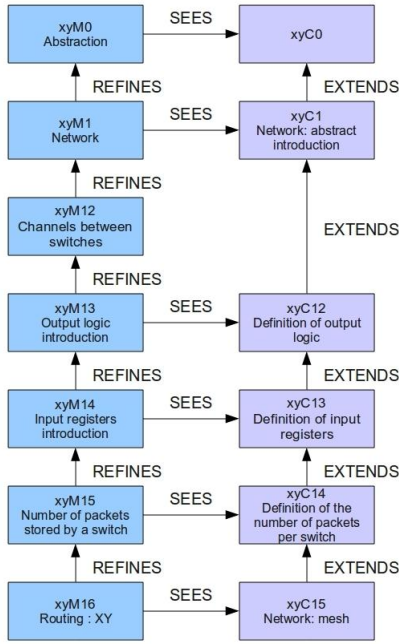 xyM0
Abstraction
SEES
xyC0
REFINES
EXTENDS
xyM1
Network
SEES
xyC1
Network: abstract
introduction
REFINES
xyM12
Channels between
switches
EXTENDS
REFINES
xyM13
Output logic
introduction
SEES
xyC12
Definition of output
logic
REFINES
EXTENDS
xyM14
Input registers
introduction
SEES
xyC13
Definition of input
registers
REFINES
EXTENDS
xyM15
Number of packets
stored by a switch
SEES
xyC14
Definition of the
number of packets
per switch
REFINES
EXTENDS
xyM16
Routing : XY
SEES
xyC15
Network: mesh